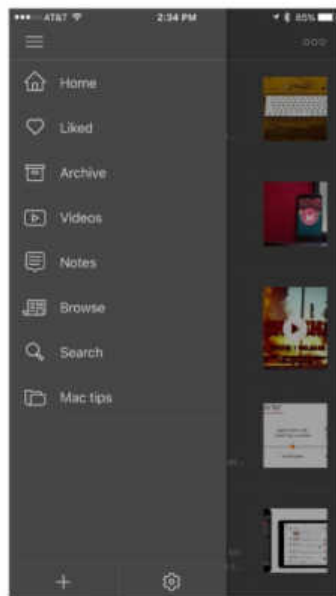 AT&T 2:34 PM 85%
Home
Liked
Archive
Videos
Notes
Browse
Search
Mac tips